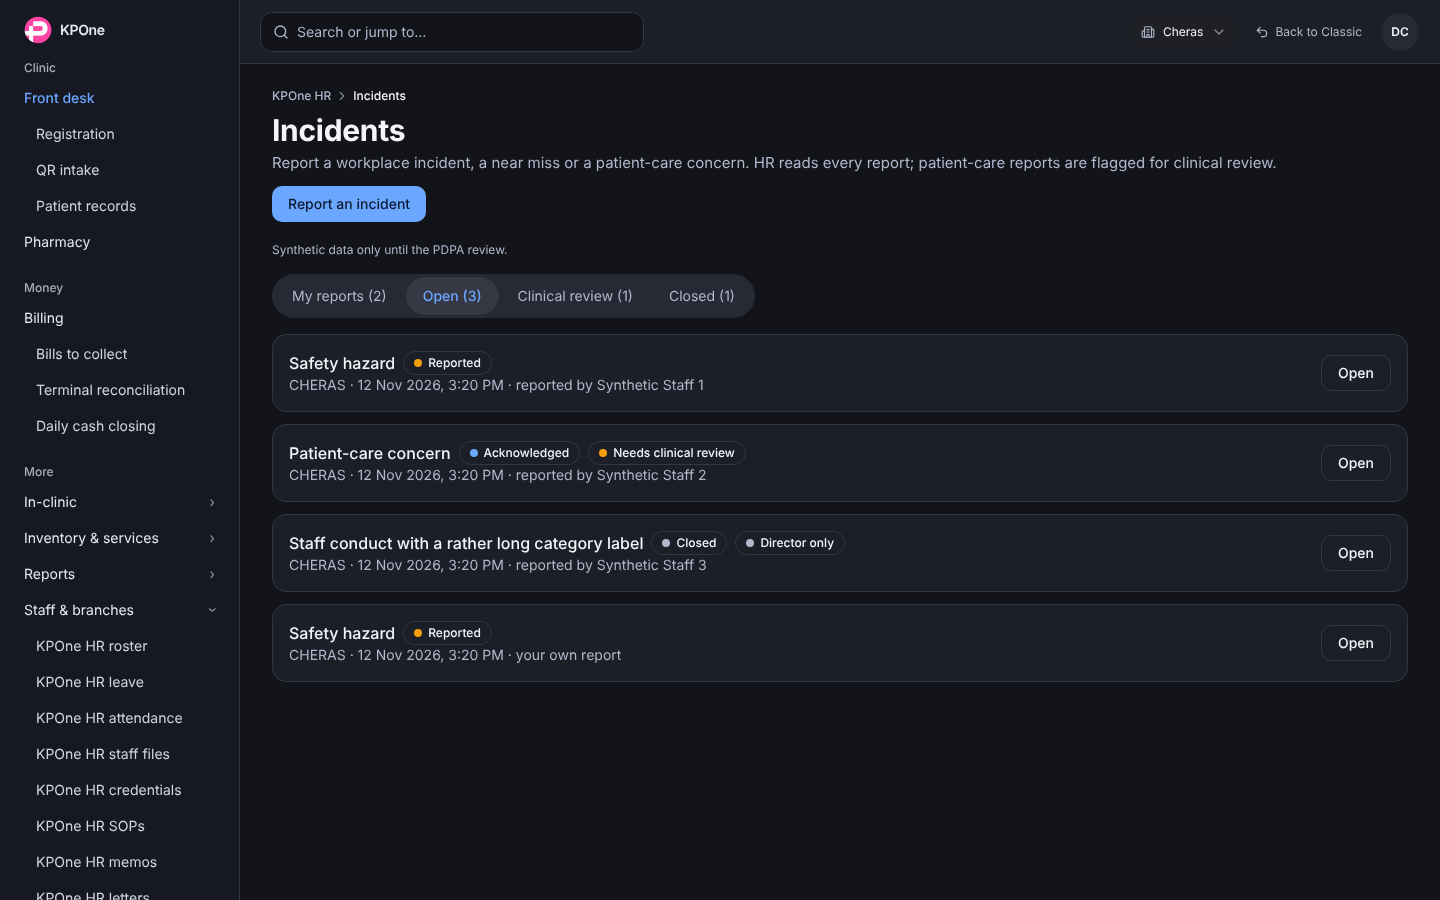 KPOne
Clinic
Front desk
Registration
QR intake
Patient records
Pharmacy
Money
Billing
Bills to collect
Terminal reconciliation
Daily cash closing
More
In-clinic
Inventory & services
Reports
Staff & branches
KPOne HR roster
KPOne HR leave
KPOne HR attendance
KPOne HR staff files
KPOne HR credentials
KPOne HR SOPs
KPOne HR memos
KPOne HR letters
Search or jump to...
Cheras
Back to Classic
DC
KPOne HR > Incidents
Incidents
Report a workplace incident, a near miss or a patient-care concern. HR reads every report; patient-care reports are flagged for clinical review.
Report an incident
Synthetic data only until the PDPA review.
My reports (2) Open (3) Clinical review (1) Closed (1)
Safety hazard Reported
CHERAS · 12 Nov 2026, 3:20 PM · reported by Synthetic Staff 1
Open
Patient-care concern Acknowledged Needs clinical review
CHERAS · 12 Nov 2026, 3:20 PM · reported by Synthetic Staff 2
Open
Staff conduct with a rather long category label Closed Director only
CHERAS · 12 Nov 2026, 3:20 PM · reported by Synthetic Staff 3
Open
Safety hazard Reported
CHERAS · 12 Nov 2026, 3:20 PM · your own report
Open